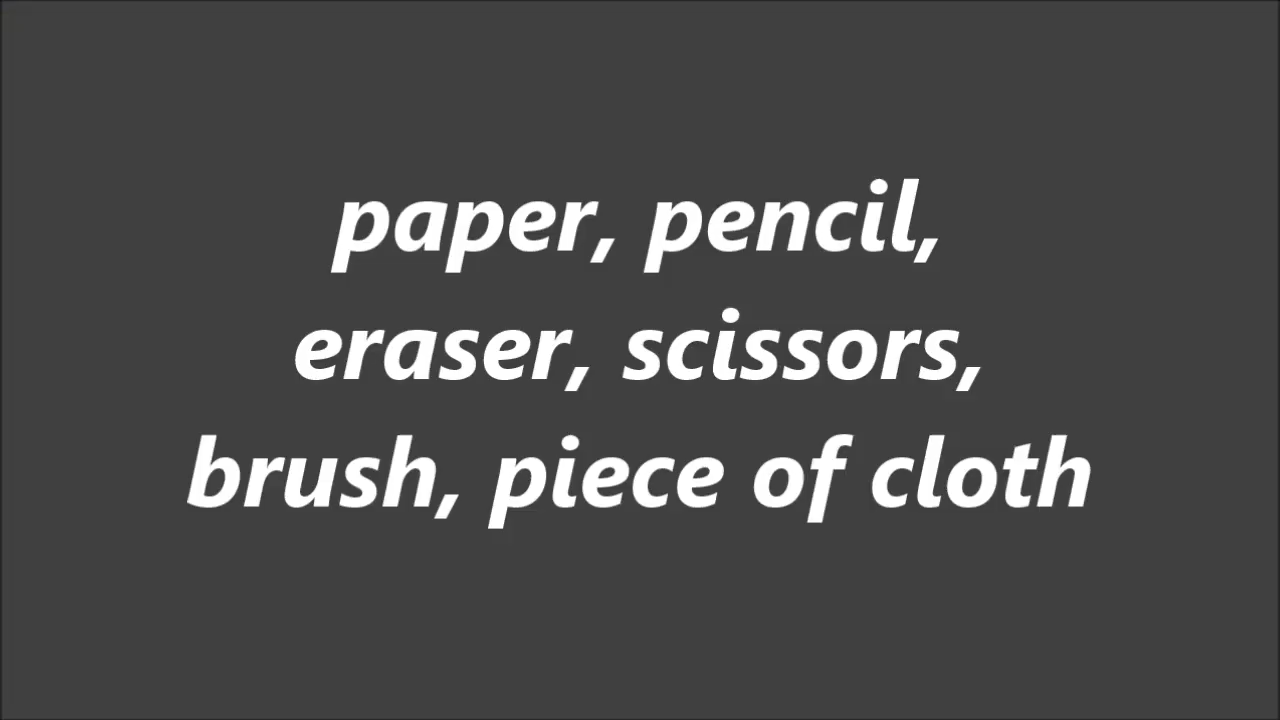 paper, pencil,
eraser, scissors,
brush, piece of cloth